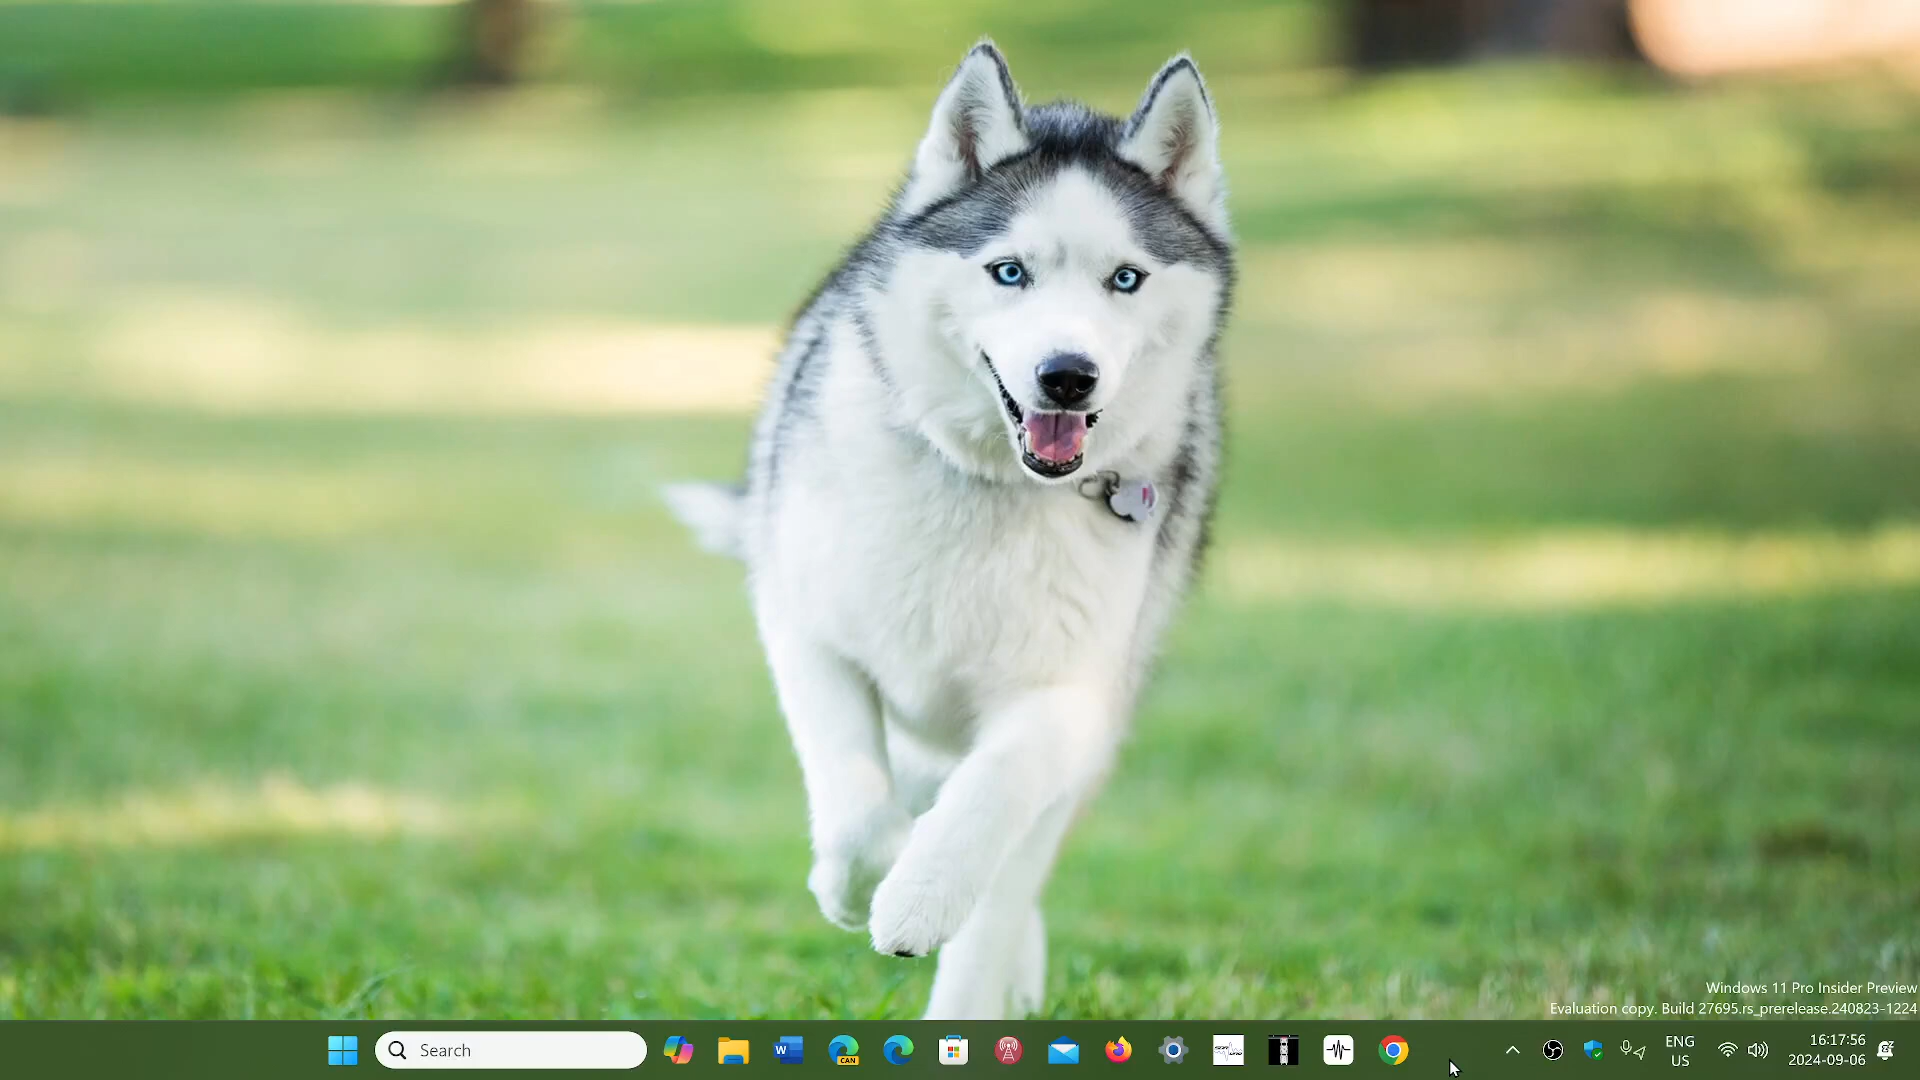 Windows 11 Pro Insider Preview
Evaluation copy. Build 27695.rs_prerelease.240823-1224
Search
W
CAN
ENG
US
16:17:56
2024-09-06